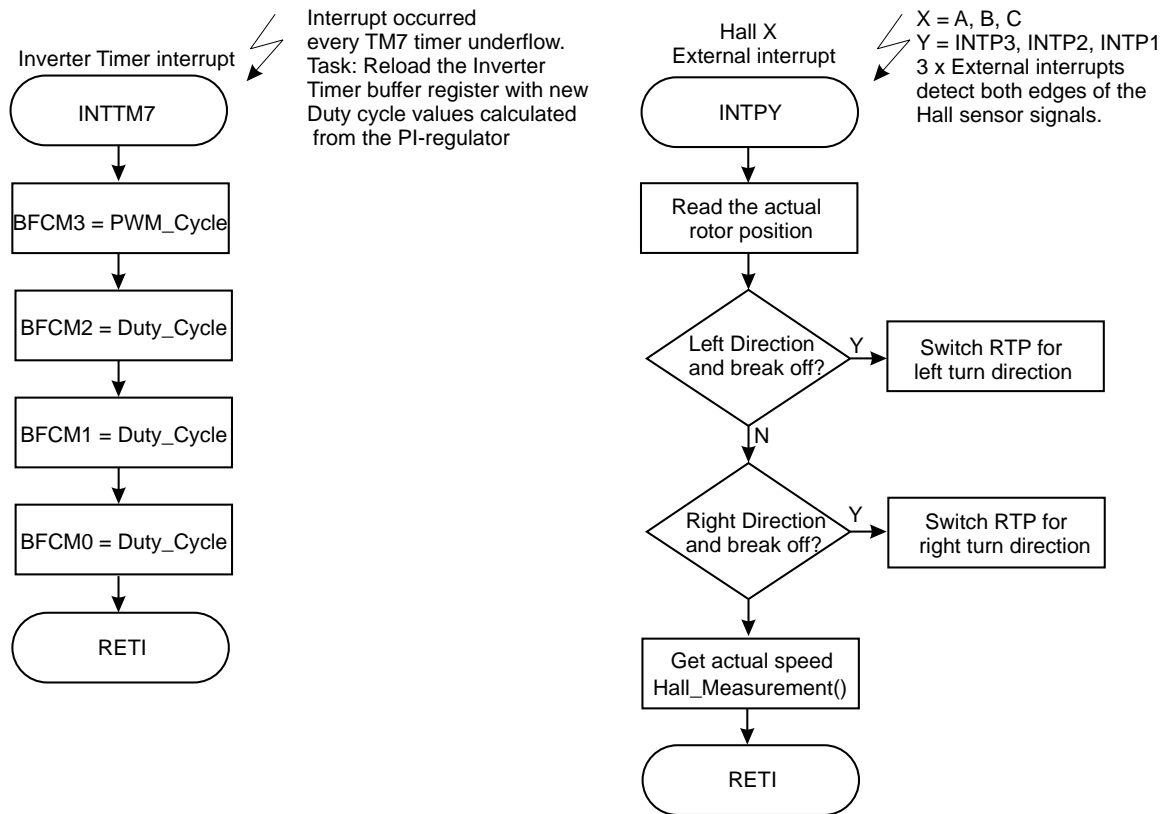 Inverter Timer interrupt
Interrupt occurred
every TM7 timer underflow.
Task: Reload the Inverter
Timer buffer register with new
Duty cycle values calculated
from the PI-regulator
INTTM7
BFCM3 = PWM_Cycle
BFCM2 = Duty_Cycle
BFCM1 = Duty_Cycle
BFCM0 = Duty_Cycle
RETI
Hall X
External interrupt
X = A, B, C
Y = INTP3, INTP2, INTP1
3 x External interrupts
detect both edges of the
Hall sensor signals.
INTPY
Read the actual
rotor position
Left Direction
and break off?
Y
Switch RTP for
left turn direction
N
Right Direction
and break off?
Y
Switch RTP for
right turn direction
Get actual speed
Hall_Measurement()
RETI